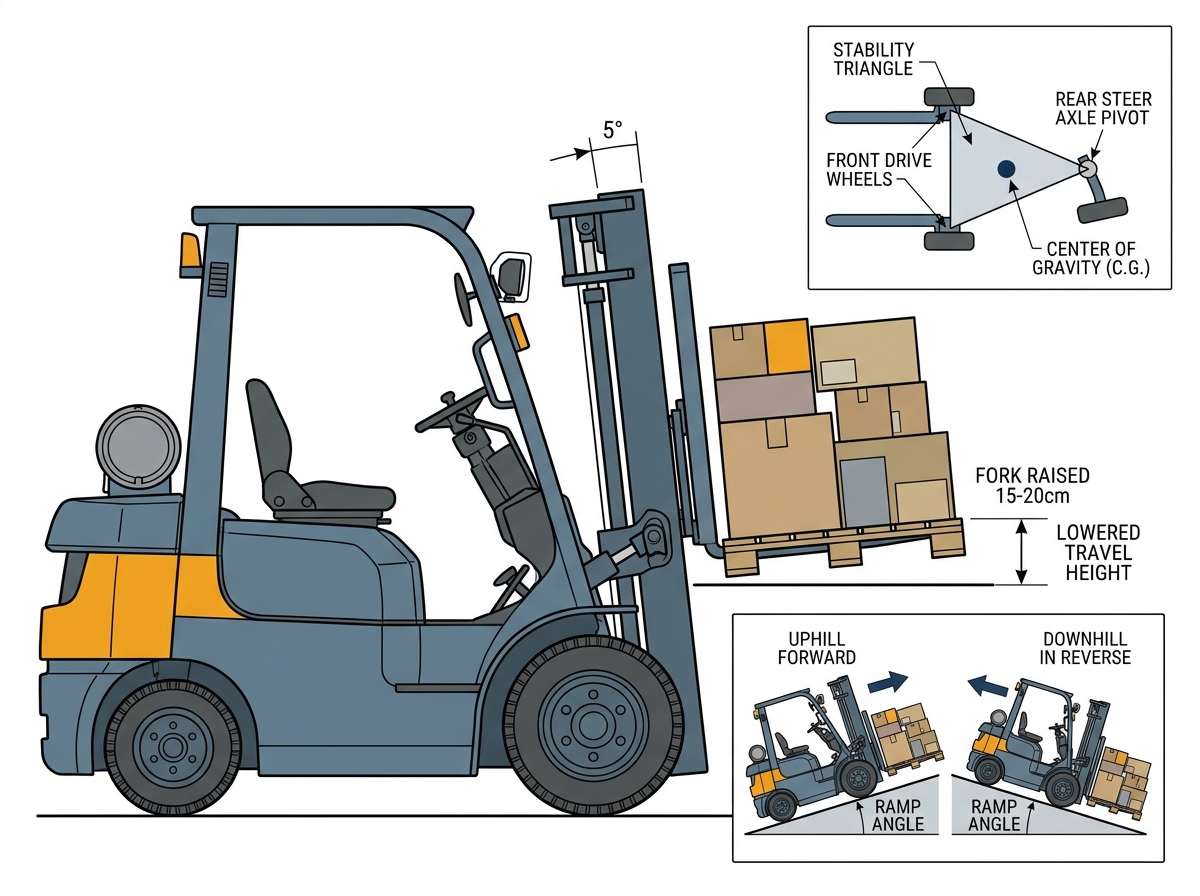 5°
STABILITY
TRIANGLE
REAR STEER
AXLE PIVOT
FRONT DRIVE
WHEELS
CENTER OF
GRAVITY (C.G.)
FORK RAISED
15-20cm
LOWERED
TRAVEL
HEIGHT
UPHILL
FORWARD
DOWNHILL
IN REVERSE
RAMP
ANGLE
RAMP
ANGLE